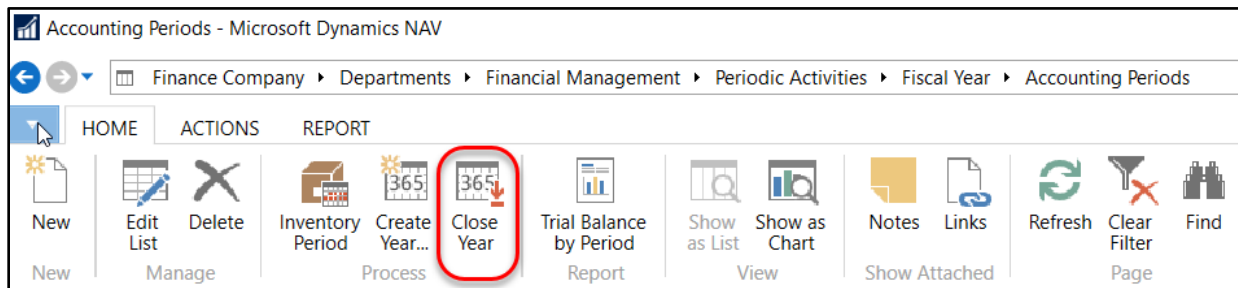 Accounting Periods - Microsoft Dynamics NAV
Finance Company ▸ Departments ▸ Financial Management ▸ Periodic Activities ▸ Fiscal Year ▸ Accounting Periods
HOME ACTIONS REPORT
365 365
New Edit List Delete Inventory Period Create Year... Close Year Trial Balance by Period Show as List Show as Chart Notes Links Refresh Clear Filter Find
New Manage Process Report View Show Attached Page